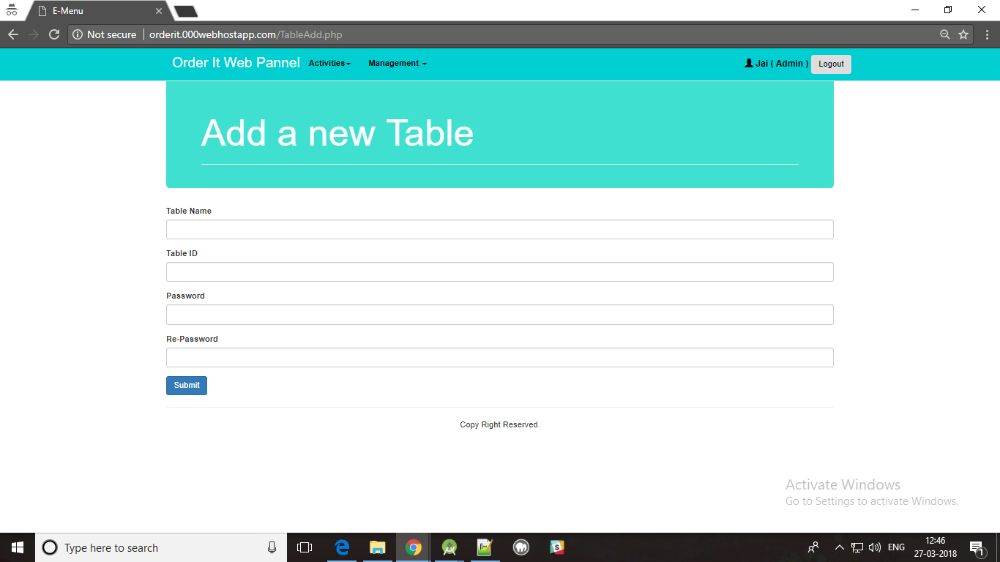 E-Menu
Not secure | orderit.000webhostapp.com/TableAdd.php
Order It Web Pannel Activities Management Jai ( Admin ) Logout
Add a new Table
Table Name
Table ID
Password
Re-Password
Submit
Copy Right Reserved.
Activate Windows
Go to Settings to activate Windows.
Type here to search
ENG
12:46
27-03-2018
1